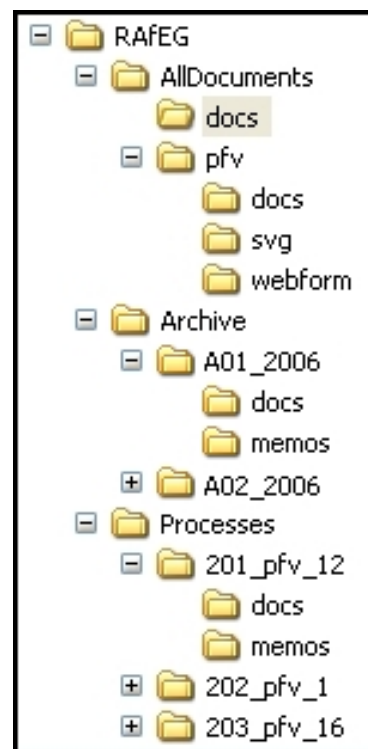 RAfEG
AllDocuments
docs
pfv
docs
svg
webform
Archive
A01_2006
docs
memos
A02_2006
Processes
201_pfv_12
docs
memos
202_pfv_1
203_pfv_16